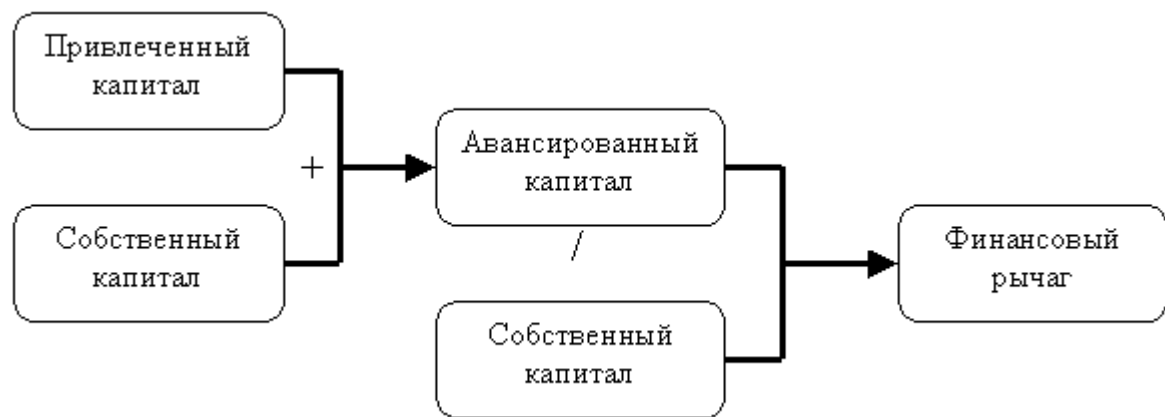 Привлеченный
капитал
+
Собственный
капитал
Авансированный
капитал
/
Собственный
капитал
Финансовый
рычаг